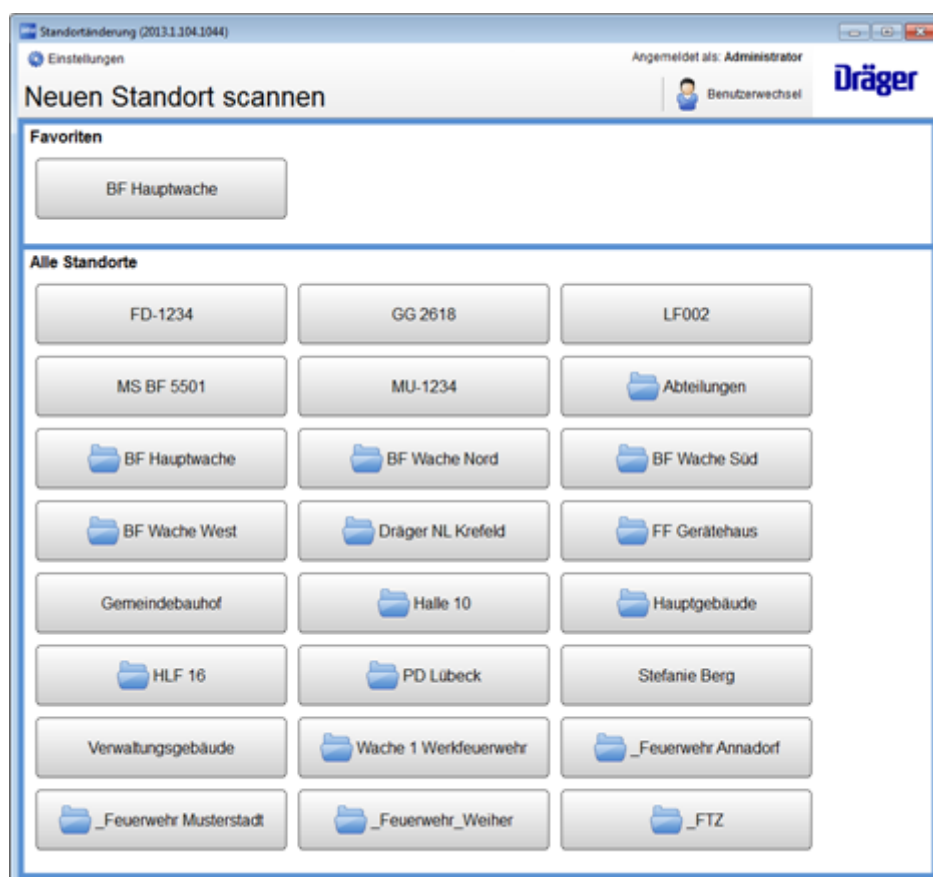 Standortänderung (2013.1.104.1044)
Einstellungen
Angemeldet als: Administrator
Neuen Standort scannen
Benutzerwechsel
Dräger
Favoriten
BF Hauptwache
Alle Standorte
FD-1234 GG 2618 LF002
MS BF 5501 MU-1234 Abteilungen
BF Hauptwache BF Wache Nord BF Wache Süd
BF Wache West Dräger NL Krefeld FF Gerätehaus
Gemeindebauhof Halle 10 Hauptgebäude
HLF 16 PD Lübeck Stefanie Berg
Verwaltungsgebäude Wache 1 Werkfeuerwehr _Feuerwehr Annadorf
_Feuerwehr Musterstadt _Feuerwehr_Weiher _FTZ